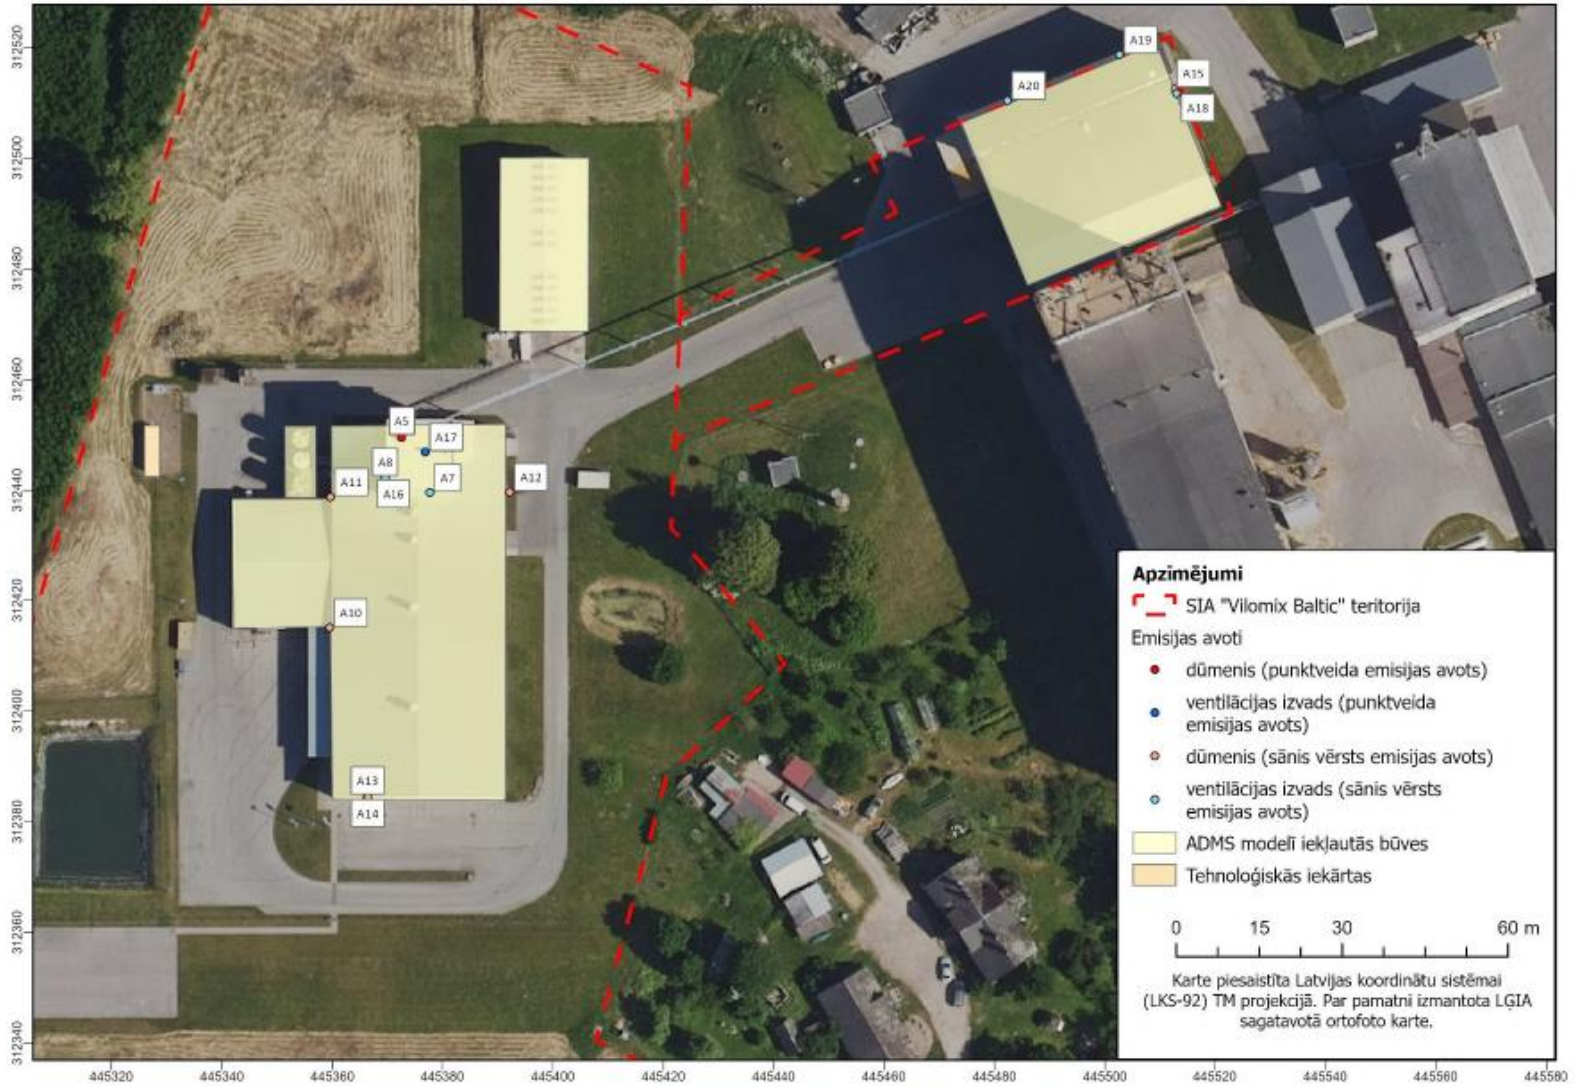 312520
312500
312480
312460
312440
312420
312400
312380
312360
312340
A19
A15
A20
A18
A5
A17
A8
A7
A12
A11
A16
A10
A13
A14
Apzīmējumi
SIA "Vilomix Baltic" teritorija
Emisijas avoti
dūmenis (punktveida emisijas avots)
ventilācijas izvads (punktveida
emisijas avots)
dūmenis (sānis vērsts emisijas avots)
ventilācijas izvads (sānis vērsts
emisijas avots)
ADMS modelī iekļautās būves
Tehnoloģiskās iekārtas
0 15 30 60 m
Karte piesaistīta Latvijas koordinātu sistēmai
(LKS-92) TM projekcijā. Par pamatni izmantota LĢIA
sagatavotā ortofoto karte.
445320 445340 445360 445380 445400 445420 445440 445460 445480 445500 445520 445540 445560 445580